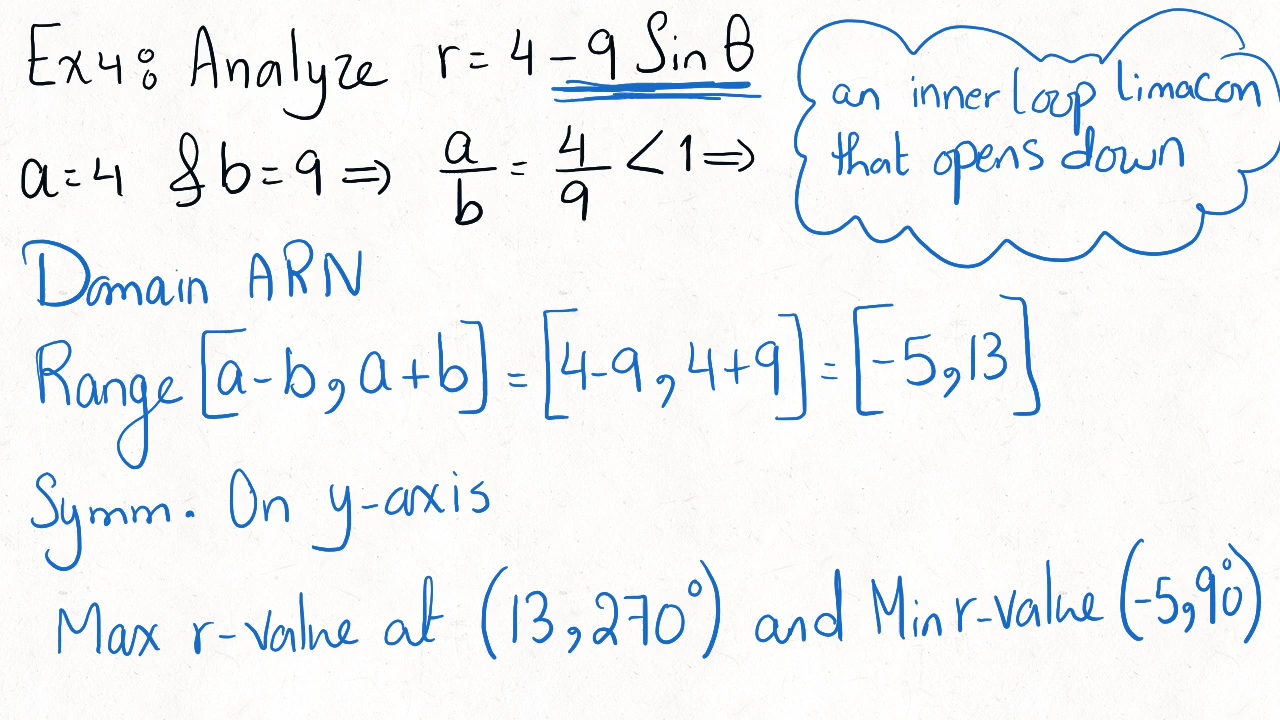 Ex4: Analyze r = 4 - 9 Sin θ
an inner loop limacon
that opens down
a = 4 & b = 9 ⇒ a/b = 4/9 < 1 ⇒
Domain ARN
Range [a-b, a+b] = [4-9, 4+9] = [-5, 13]
Symm. On y-axis
Max r-value at (13, 270°) and Min r-value (-5, 90°)